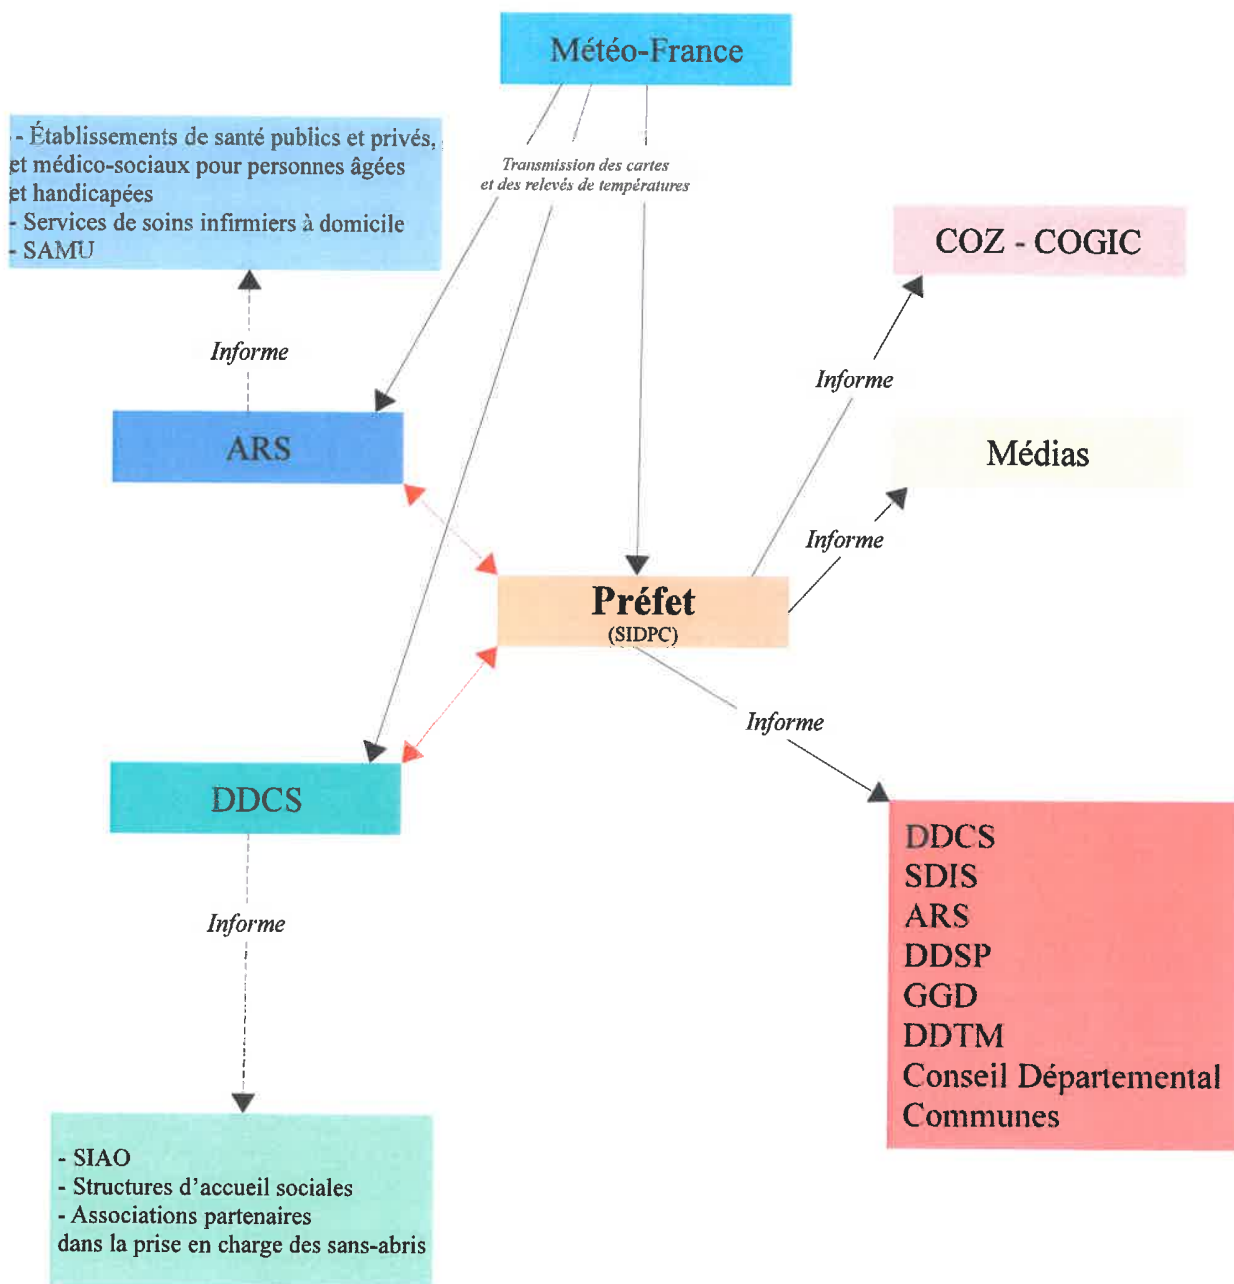 Météo-France
- Établissements de santé publics et privés,
et médico-sociaux pour personnes âgées
et handicapées
- Services de soins infirmiers à domicile
- SAMU
Transmission des cartes
et des relevés de températures
COZ - COGIC
Informe
Informe
ARS
Médias
Informe
Préfet
(SIDPC)
Informe
DDCS
DDCS
SDIS
ARS
DDSP
GGD
DDTM
Conseil Départemental
Communes
Informe
- SIAO
- Structures d'accueil sociales
- Associations partenaires
dans la prise en charge des sans-abris